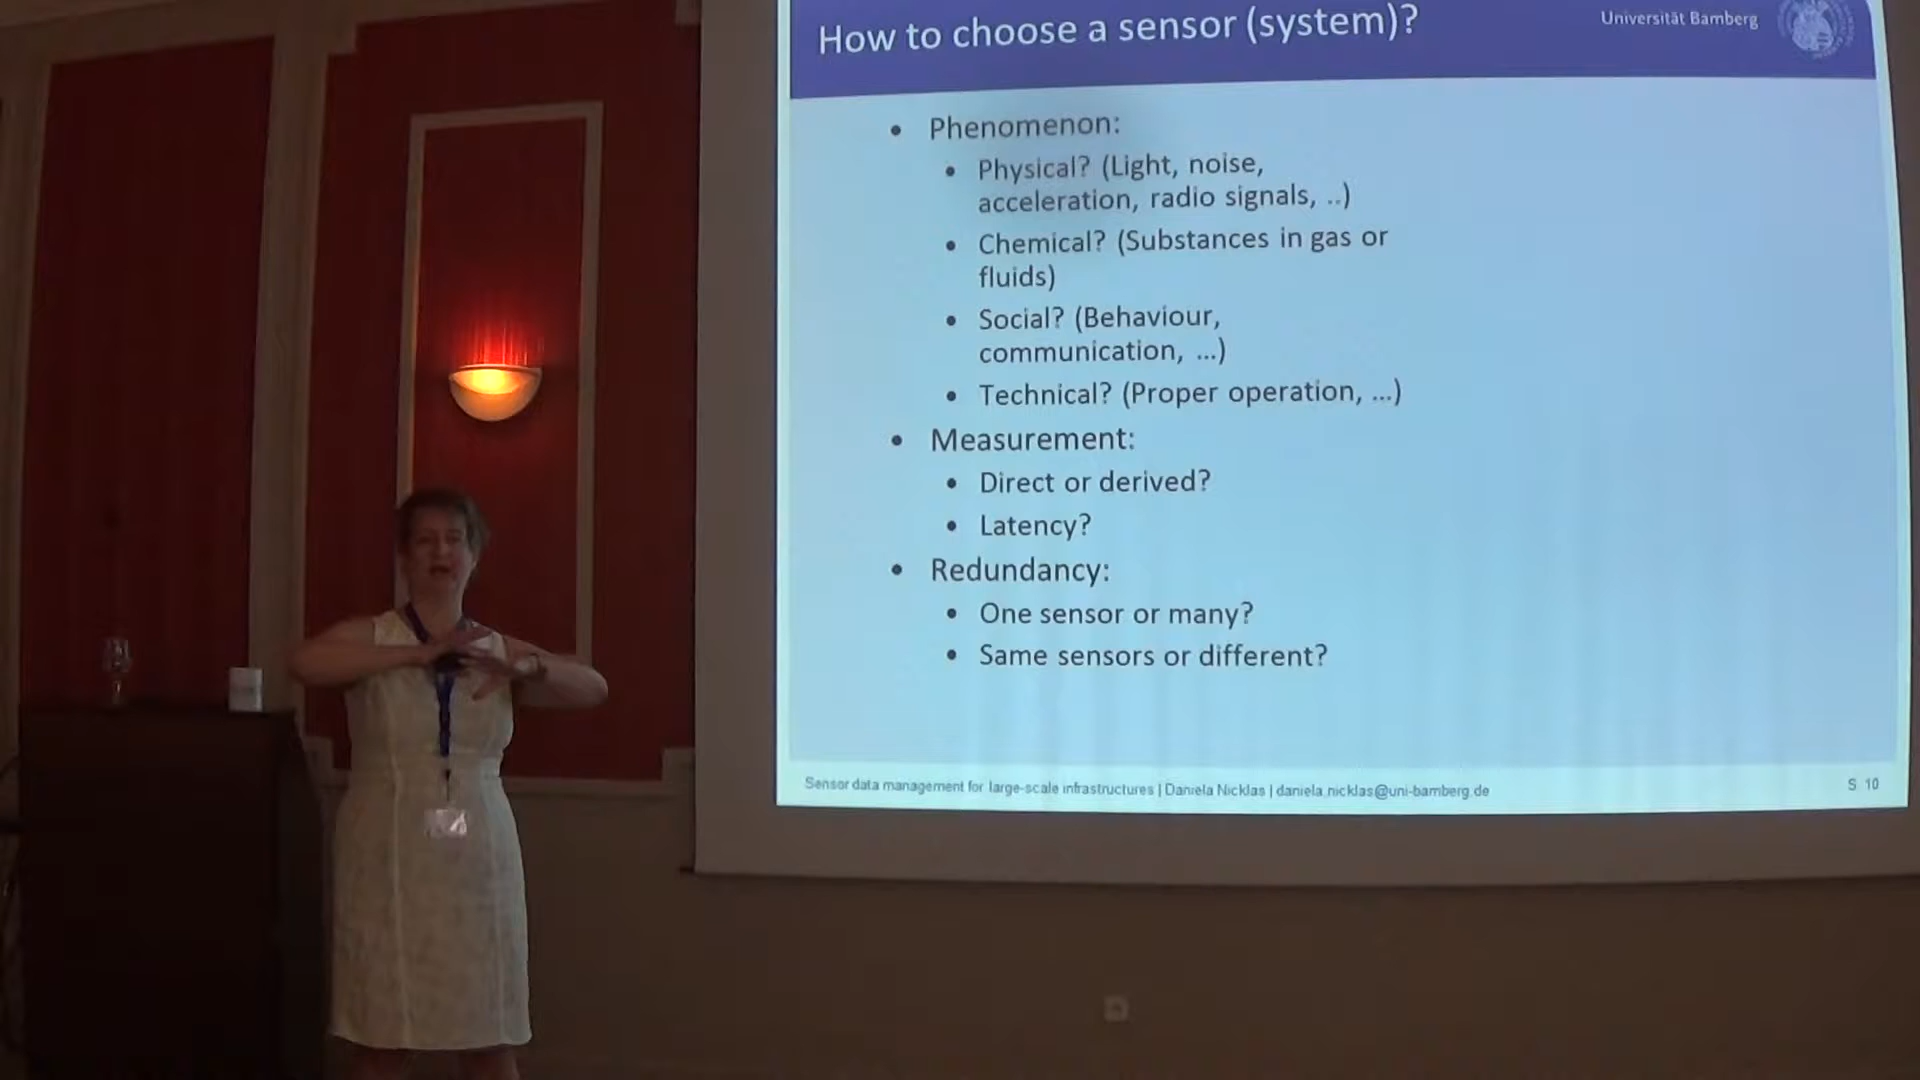 How to choose a sensor (system)?
Universität Bamberg
• Phenomenon:
• Physical? (Light, noise,
acceleration, radio signals, ..)
• Chemical? (Substances in gas or
fluids)
• Social? (Behaviour,
communication, ...)
• Technical? (Proper operation, ...)
• Measurement:
• Direct or derived?
• Latency?
• Redundancy:
• One sensor or many?
• Same sensors or different?
Sensor data management for large-scale infrastructures | Daniela Nicklas | daniela.nicklas@uni-bamberg.de
S. 10